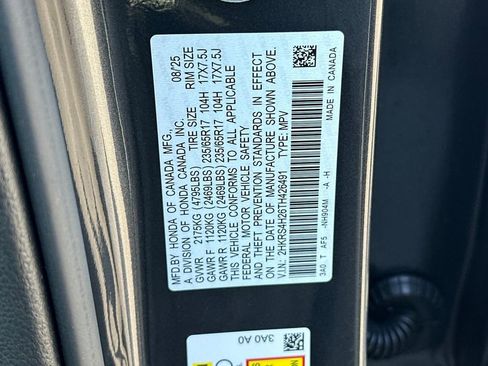 MFD.BY HONDA OF CANADA MFG. 08/25
A DIVISION OF HONDA CANADA INC.
TIRE SIZE RIM SIZE
GVWR 2175KG (4795LBS)
GAWR F 1120KG (2469LBS) 235/65R17 104H 17X7.5J
GAWR R 1120KG (2469LBS) 235/65R17 104H 17X7.5J
THIS VEHICLE CONFORMS TO ALL APPLICABLE
FEDERAL MOTOR VEHICLE SAFETY
AND THEFT PREVENTION STANDARDS IN EFFECT
ON THE DATE OF MANUFACTURE SHOWN ABOVE.
V.I.N.: 2HKRS4H26TH426491 TYPE: MPV
3A0 T AF5 -NH904M -A -H
MADE IN CANADA
3A0 A0